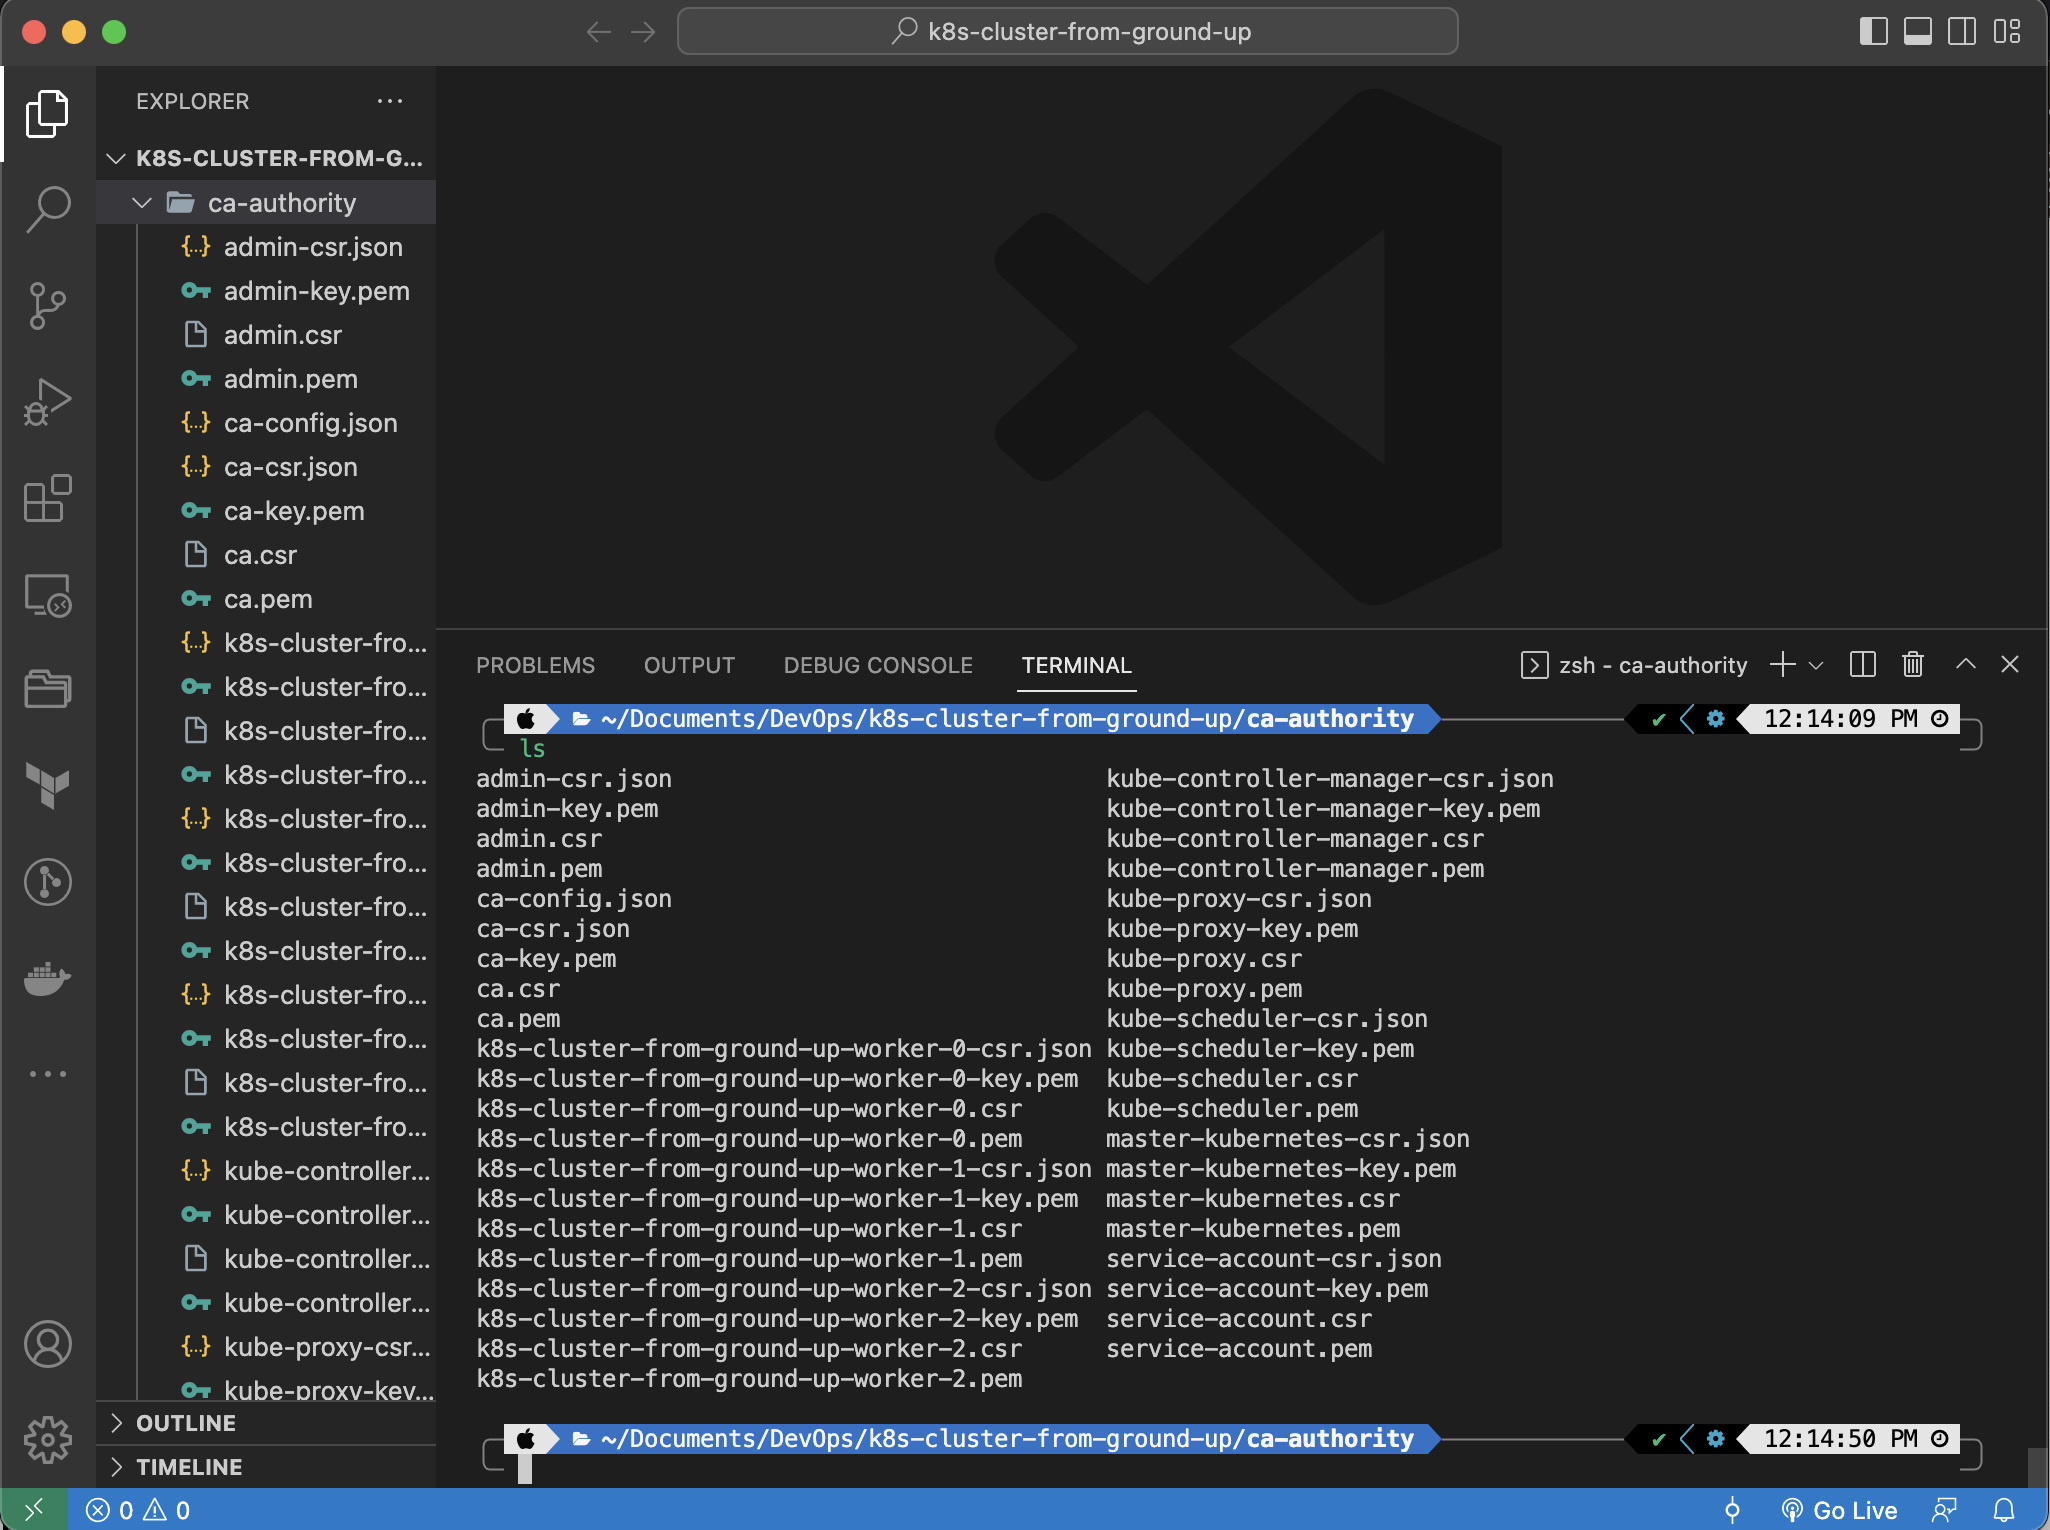 k8s-cluster-from-ground-up
EXPLORER
K8S-CLUSTER-FROM-G...
ca-authority
admin-csr.json
admin-key.pem
admin.csr
admin.pem
ca-config.json
ca-csr.json
ca-key.pem
ca.csr
ca.pem
k8s-cluster-fro...
k8s-cluster-fro...
k8s-cluster-fro...
k8s-cluster-fro...
k8s-cluster-fro...
k8s-cluster-fro...
k8s-cluster-fro...
k8s-cluster-fro...
k8s-cluster-fro...
k8s-cluster-fro...
k8s-cluster-fro...
k8s-cluster-fro...
kube-controller...
kube-controller...
kube-controller...
kube-controller...
kube-proxy-csr...
kube-proxy-key...
OUTLINE
TIMELINE
PROBLEMS OUTPUT DEBUG CONSOLE TERMINAL zsh - ca-authority
~/Documents/DevOps/k8s-cluster-from-ground-up/ca-authority 12:14:09 PM
ls
admin-csr.json kube-controller-manager-csr.json
admin-key.pem kube-controller-manager-key.pem
admin.csr kube-controller-manager.csr
admin.pem kube-controller-manager.pem
ca-config.json kube-proxy-csr.json
ca-csr.json kube-proxy-key.pem
ca-key.pem kube-proxy.csr
ca.csr kube-proxy.pem
ca.pem kube-scheduler-csr.json
k8s-cluster-from-ground-up-worker-0-csr.json kube-scheduler-key.pem
k8s-cluster-from-ground-up-worker-0-key.pem kube-scheduler.csr
k8s-cluster-from-ground-up-worker-0.csr kube-scheduler.pem
k8s-cluster-from-ground-up-worker-0.pem master-kubernetes-csr.json
k8s-cluster-from-ground-up-worker-1-csr.json master-kubernetes-key.pem
k8s-cluster-from-ground-up-worker-1-key.pem master-kubernetes.csr
k8s-cluster-from-ground-up-worker-1.csr master-kubernetes.pem
k8s-cluster-from-ground-up-worker-1.pem service-account-csr.json
k8s-cluster-from-ground-up-worker-2-csr.json service-account-key.pem
k8s-cluster-from-ground-up-worker-2-key.pem service-account.csr
k8s-cluster-from-ground-up-worker-2.csr service-account.pem
k8s-cluster-from-ground-up-worker-2.pem
~/Documents/DevOps/k8s-cluster-from-ground-up/ca-authority 12:14:50 PM
0 0 Go Live